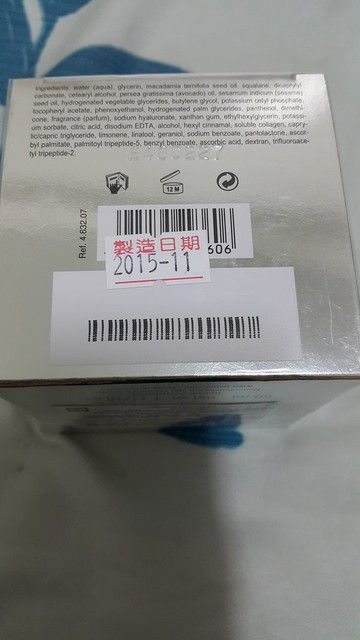 Ingredients: water (aqua), glycerin, macadamia ternifolia seed oil, squalane, dicaprylyl
carbonate, cetearyl alcohol, persea gratissima (avocado) oil, sesamum indicum (sesame)
seed oil, hydrogenated vegetable glycerides, butylene glycol, potassium cetyl phosphate,
tocopheryl acetate, phenoxyethanol, hydrogenated palm glycerides, panthenol, dimethi-
cone, fragrance (parfum), sodium hyaluronate, xanthan gum, ethylhexylglycerin, potassi-
um sorbate, citric acid, disodium EDTA, alcohol, hexyl cinnamal, soluble collagen, capry-
lic/capric triglyceride, limonene, linalool, geraniol, sodium benzoate, pantolactone, ascor-
byl palmitate, palmitoyl tripeptide-5, benzyl benzoate, ascorbic acid, dextran, trifluoroace-
tyl tripeptide-2.
12 M
Ref. 4.632.07
606
製造日期
2015-11